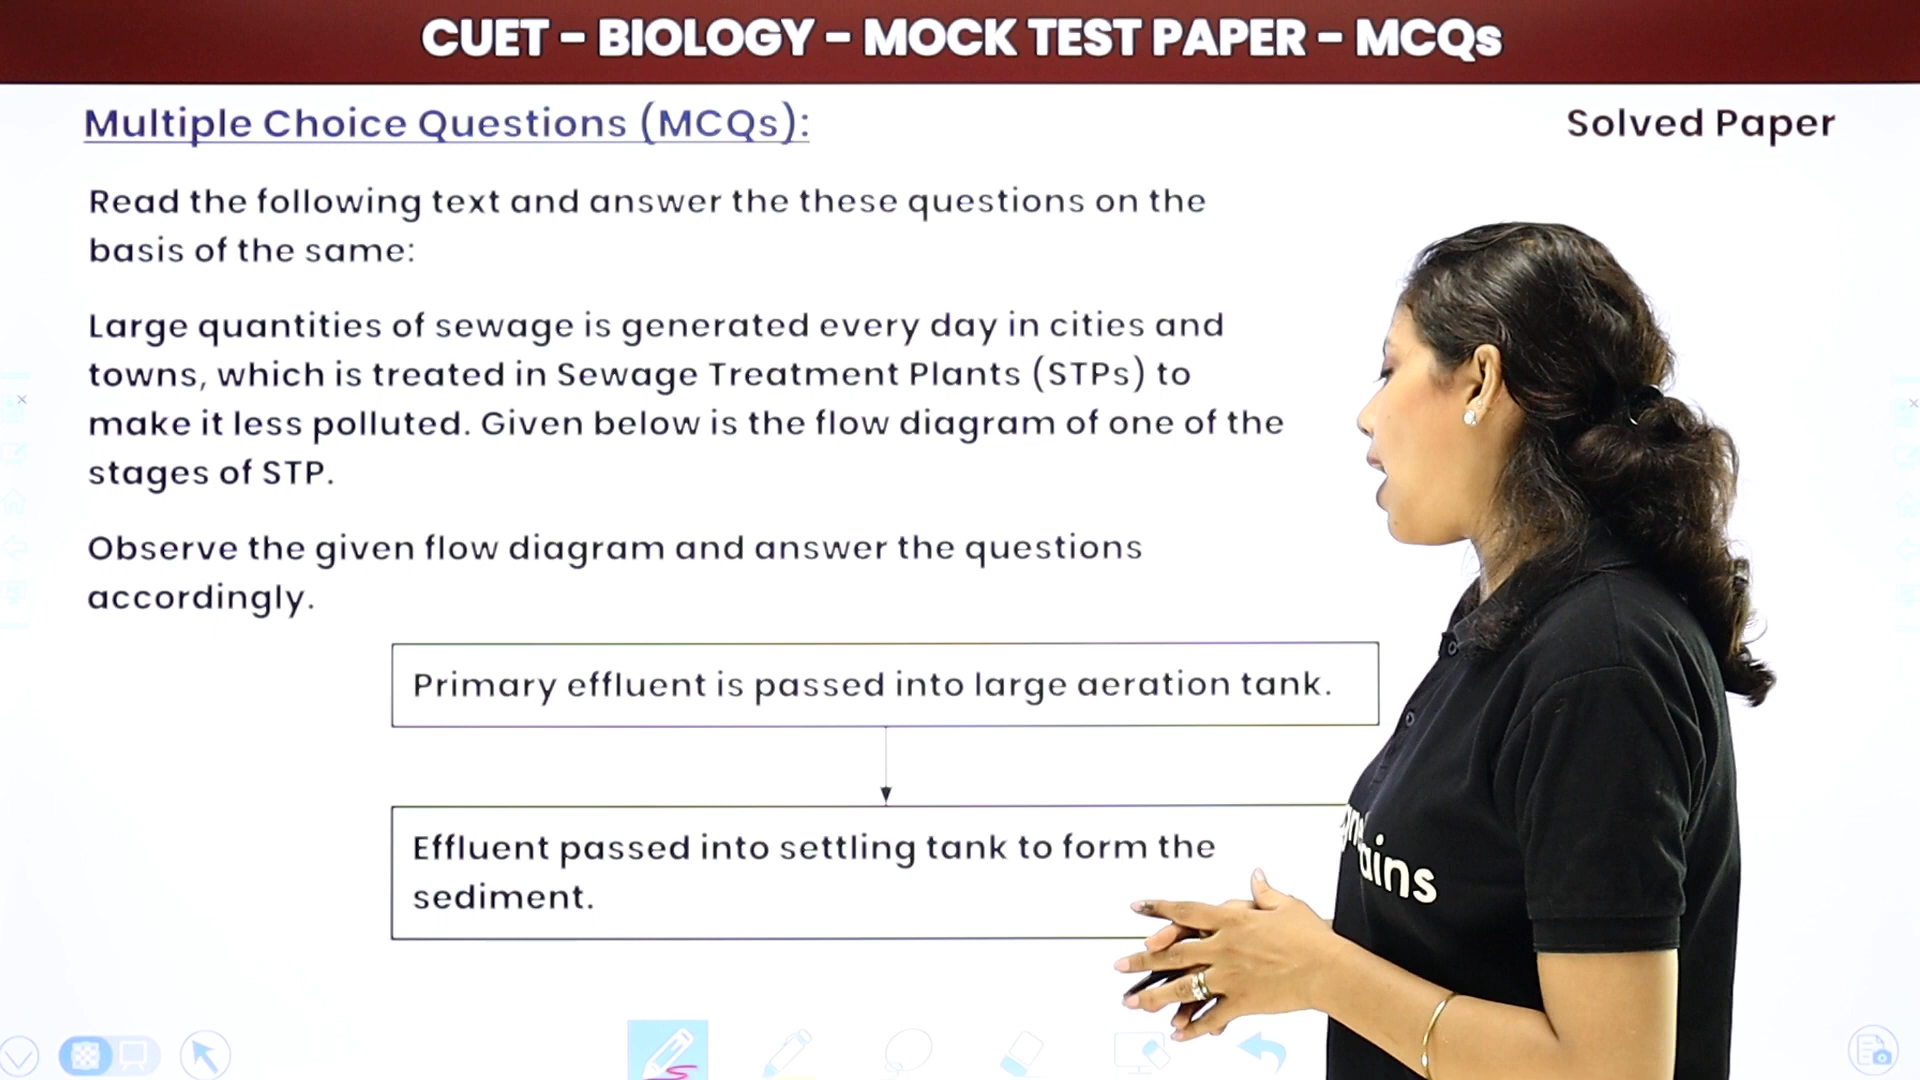 CUET – BIOLOGY – MOCK TEST PAPER – MCQs
Multiple Choice Questions (MCQs):
Solved Paper
Read the following text and answer the these questions on the
basis of the same:
Large quantities of sewage is generated every day in cities and
towns, which is treated in Sewage Treatment Plants (STPs) to
make it less polluted. Given below is the flow diagram of one of the
stages of STP.
Observe the given flow diagram and answer the questions
accordingly.
Primary effluent is passed into large aeration tank.
Effluent passed into settling tank to form the
sediment.